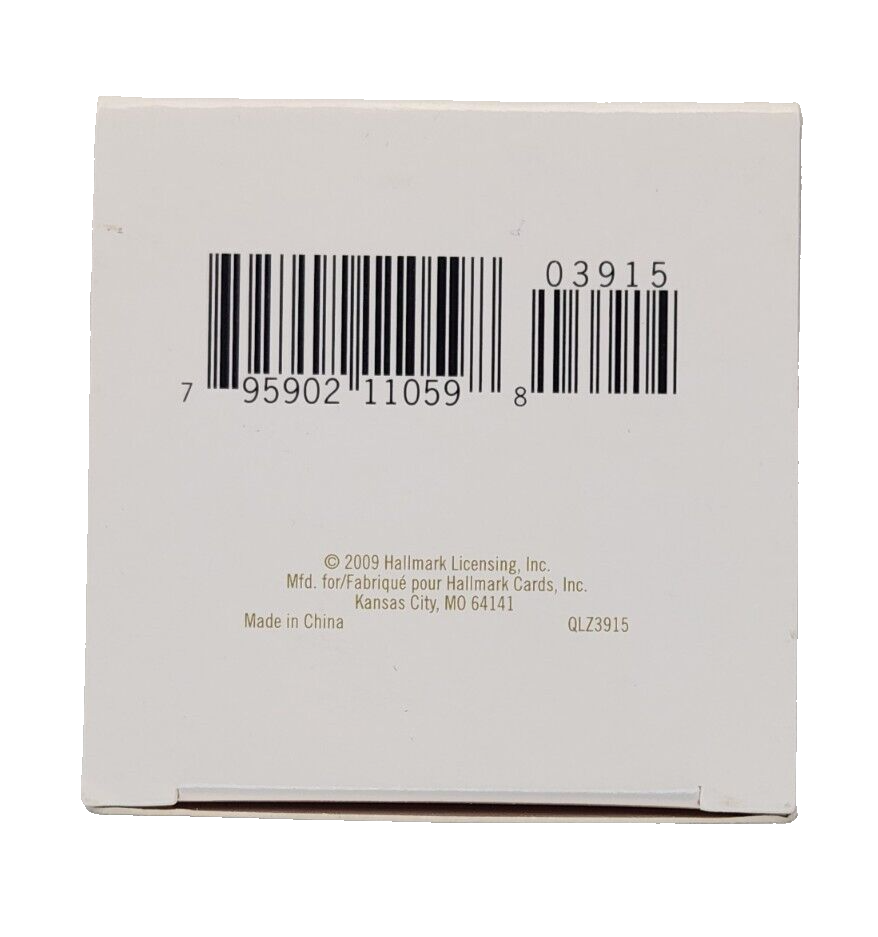 03915
7 95902 11059 8
© 2009 Hallmark Licensing, Inc.
Mfd. for/Fabriqué pour Hallmark Cards, Inc.
Kansas City, MO 64141
Made in China QLZ3915